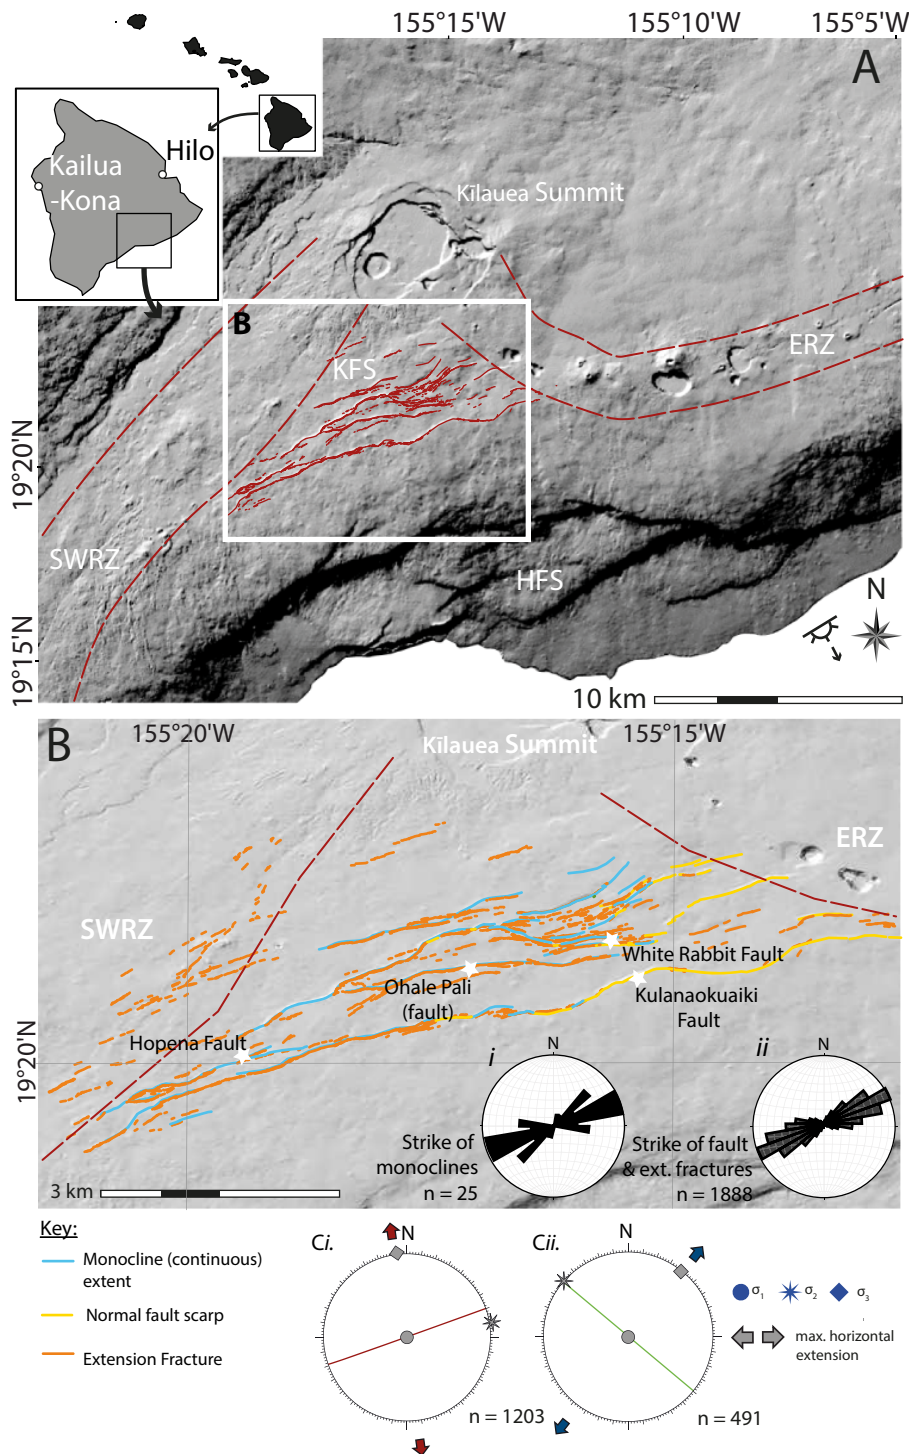 155°15'W
155°10'W
155°5'W
A
Hilo
Kailua
-Kona
Kīlauea Summit
B
KFS
ERZ
19°20'N
SWRZ
HFS
N
19°15'N
10 km
B
155°20'W
155°15'W
Kīlauea Summit
ERZ
SWRZ
White Rabbit Fault
Ohale Pali
(fault)
Kulanaokuaiki
Fault
Hopena Fault
19°20'N
i
N
ii
N
Strike of
monoclines
n = 25
Strike of fault
& ext. fractures
n = 1888
3 km
Key:
Monocline (continuous)
extent
Normal fault scarp
Extension Fracture
Ci.
N
n = 1203
Cii.
N
n = 491
σ1
σ2
σ3
max. horizontal
extension